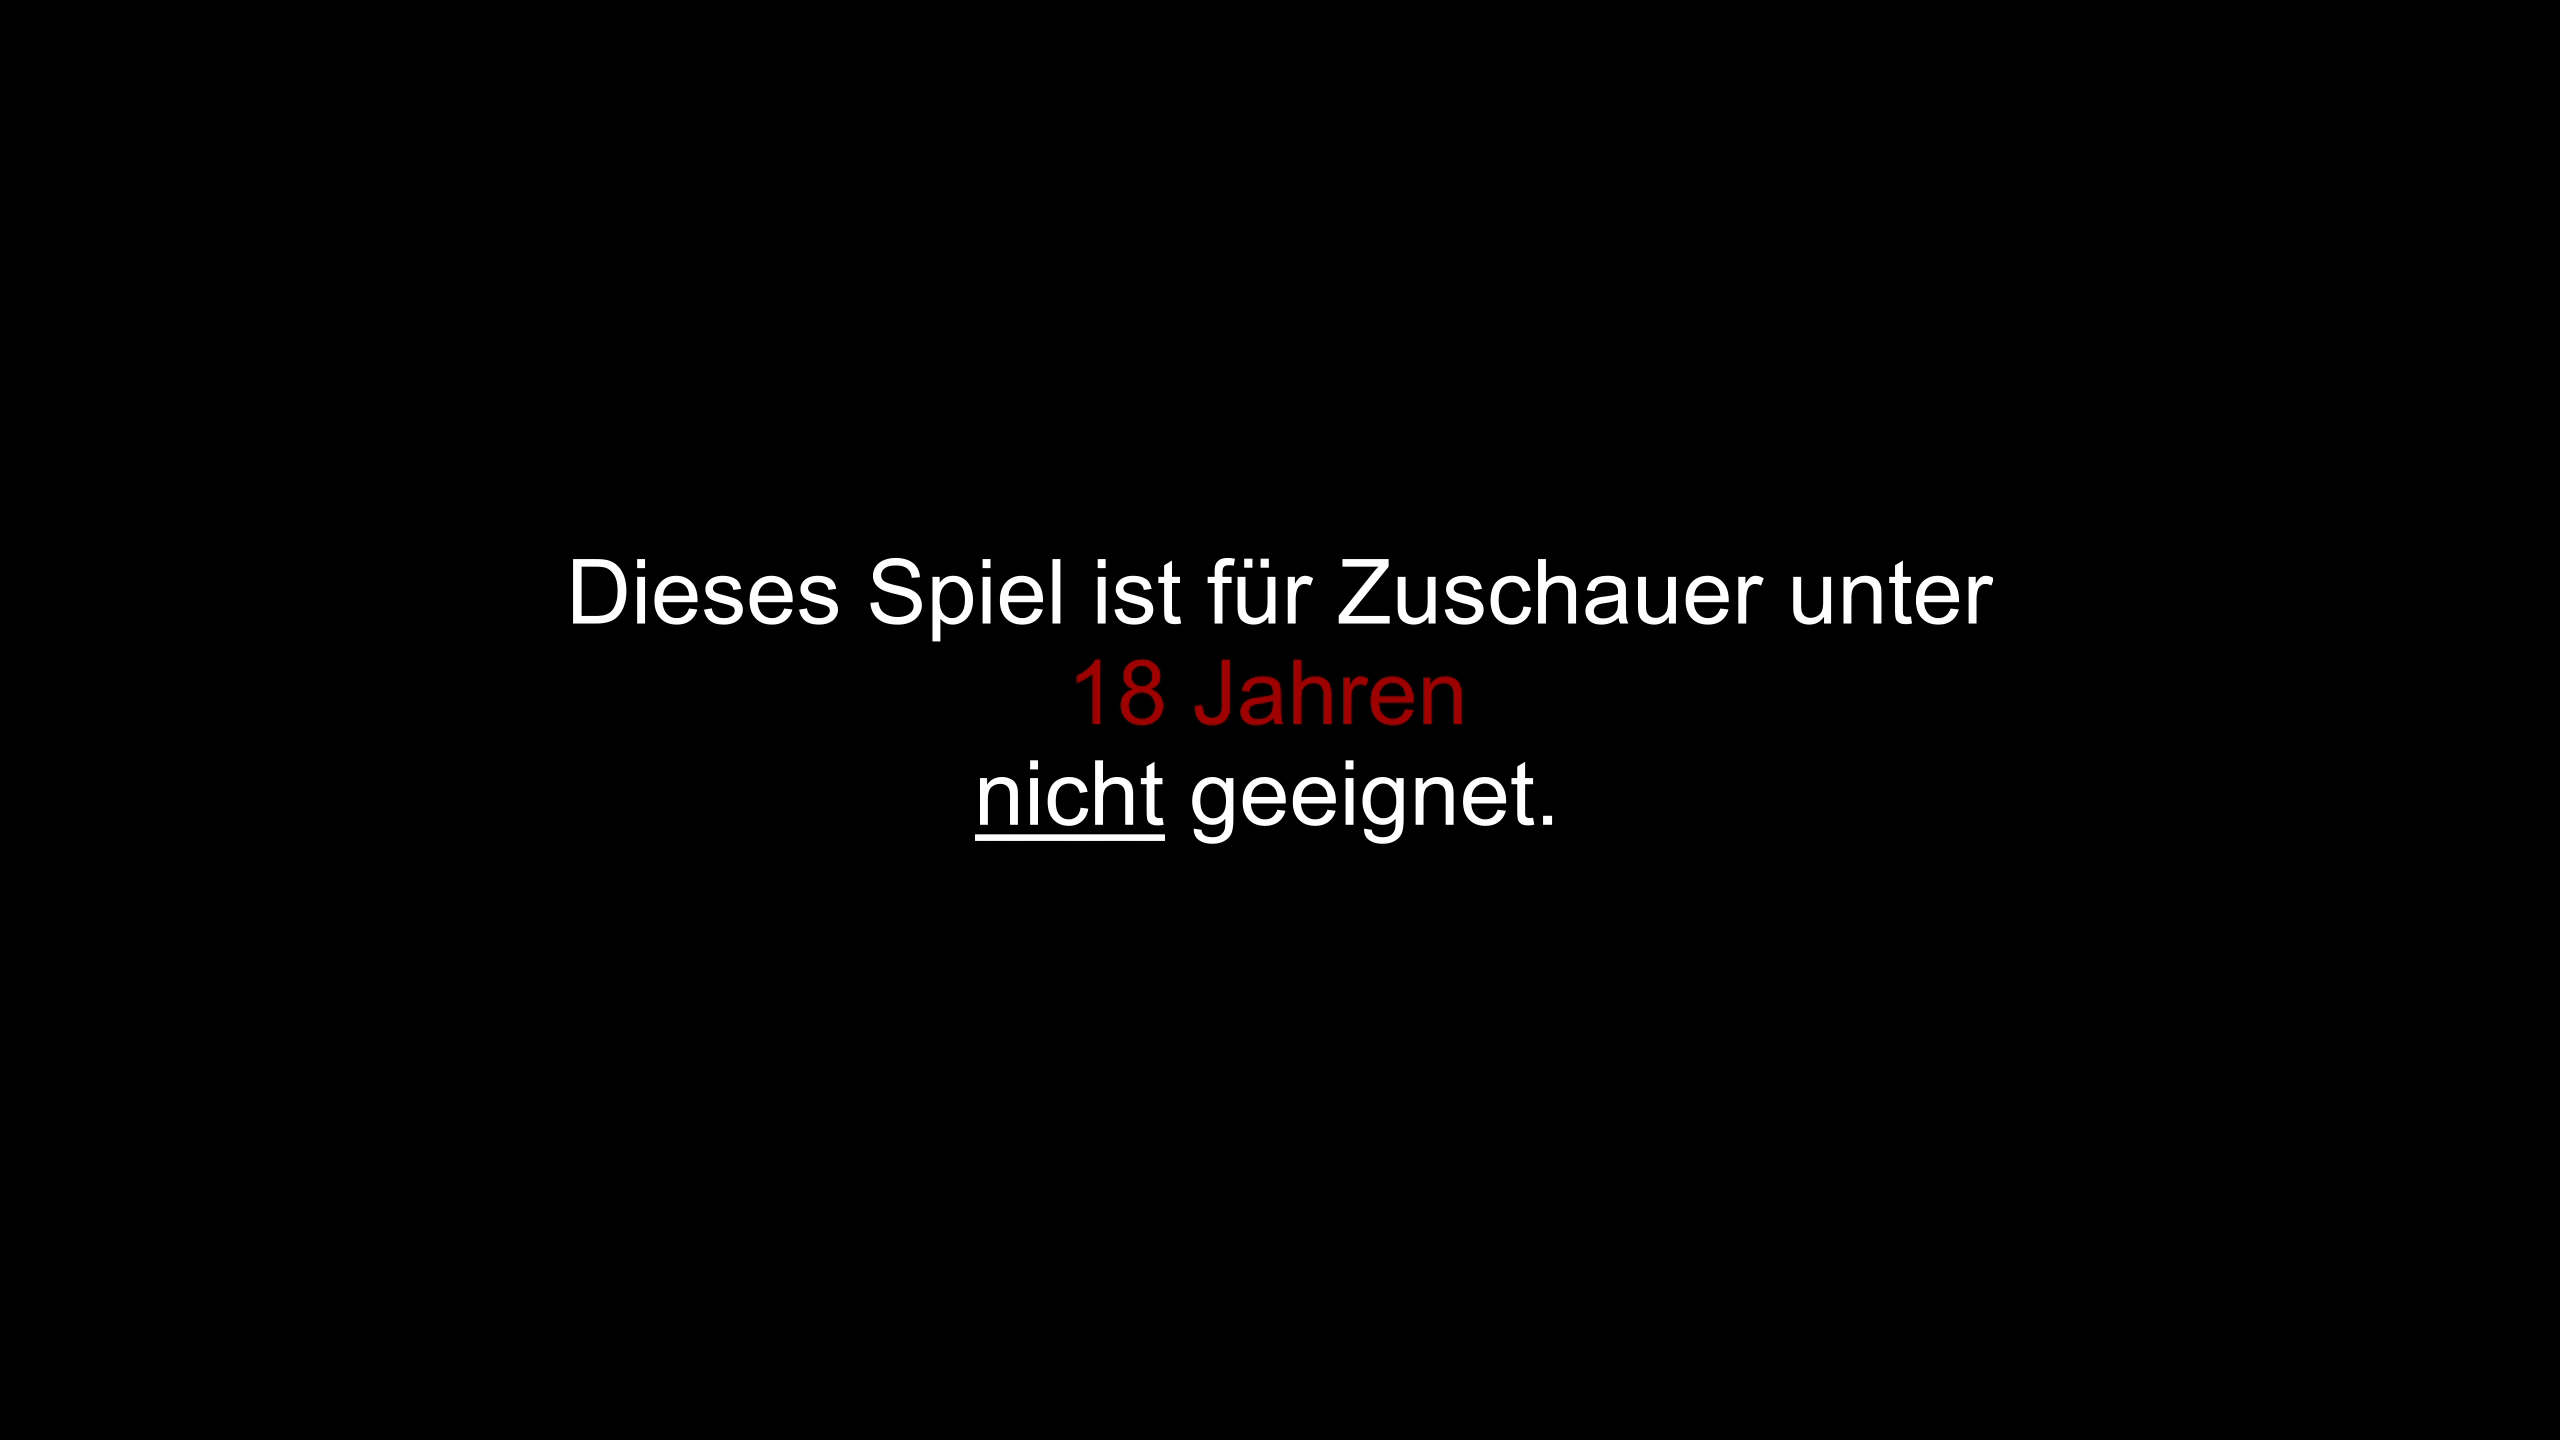 Dieses Spiel ist für Zuschauer unter
18 Jahren
nicht geeignet.